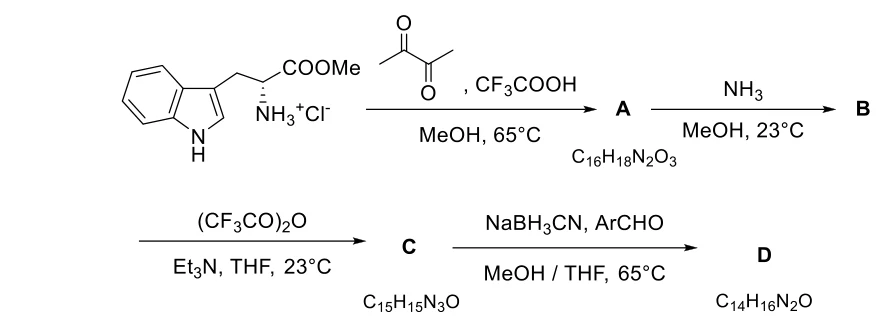 O
COOMe
O
, CF₃COOH
NH₃⁺Cl⁻
N
H
MeOH, 65°C
A
C₁₆H₁₈N₂O₃
NH₃
MeOH, 23°C
B
(CF₃CO)₂O
Et₃N, THF, 23°C
C
C₁₅H₁₅N₃O
NaBH₃CN, ArCHO
MeOH / THF, 65°C
D
C₁₄H₁₆N₂O